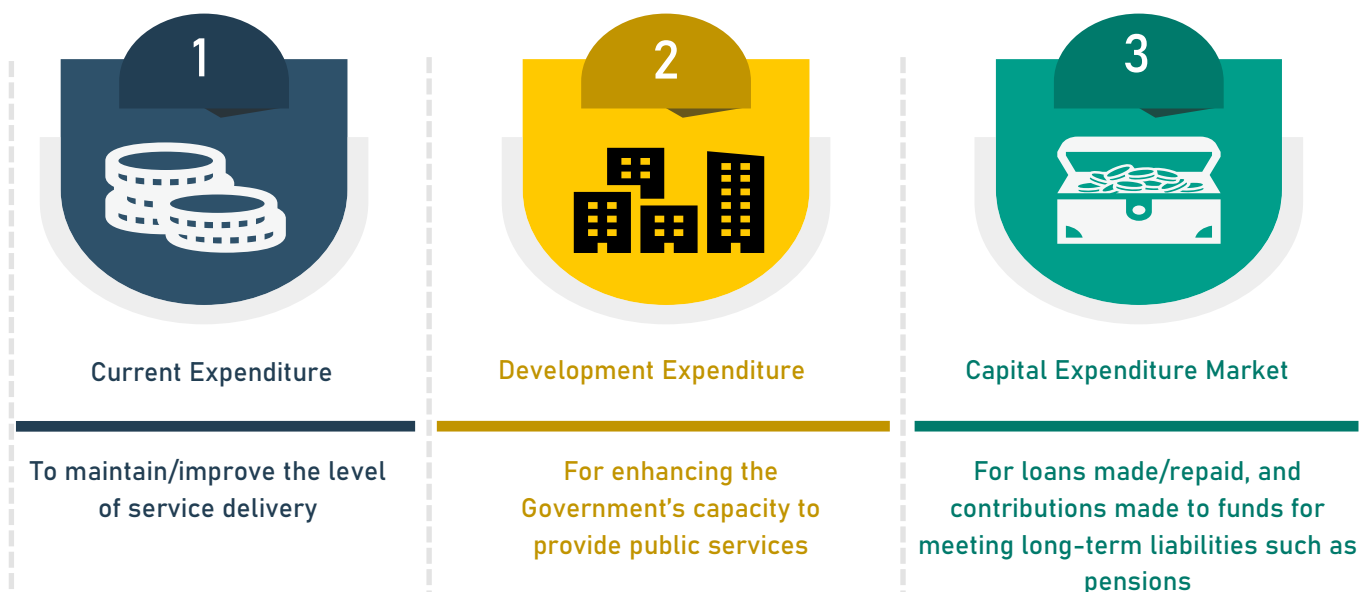 1
Current Expenditure
To maintain/improve the level
of service delivery
2
Development Expenditure
For enhancing the
Government's capacity to
provide public services
3
Capital Expenditure Market
For loans made/repaid, and
contributions made to funds for
meeting long-term liabilities such as
pensions